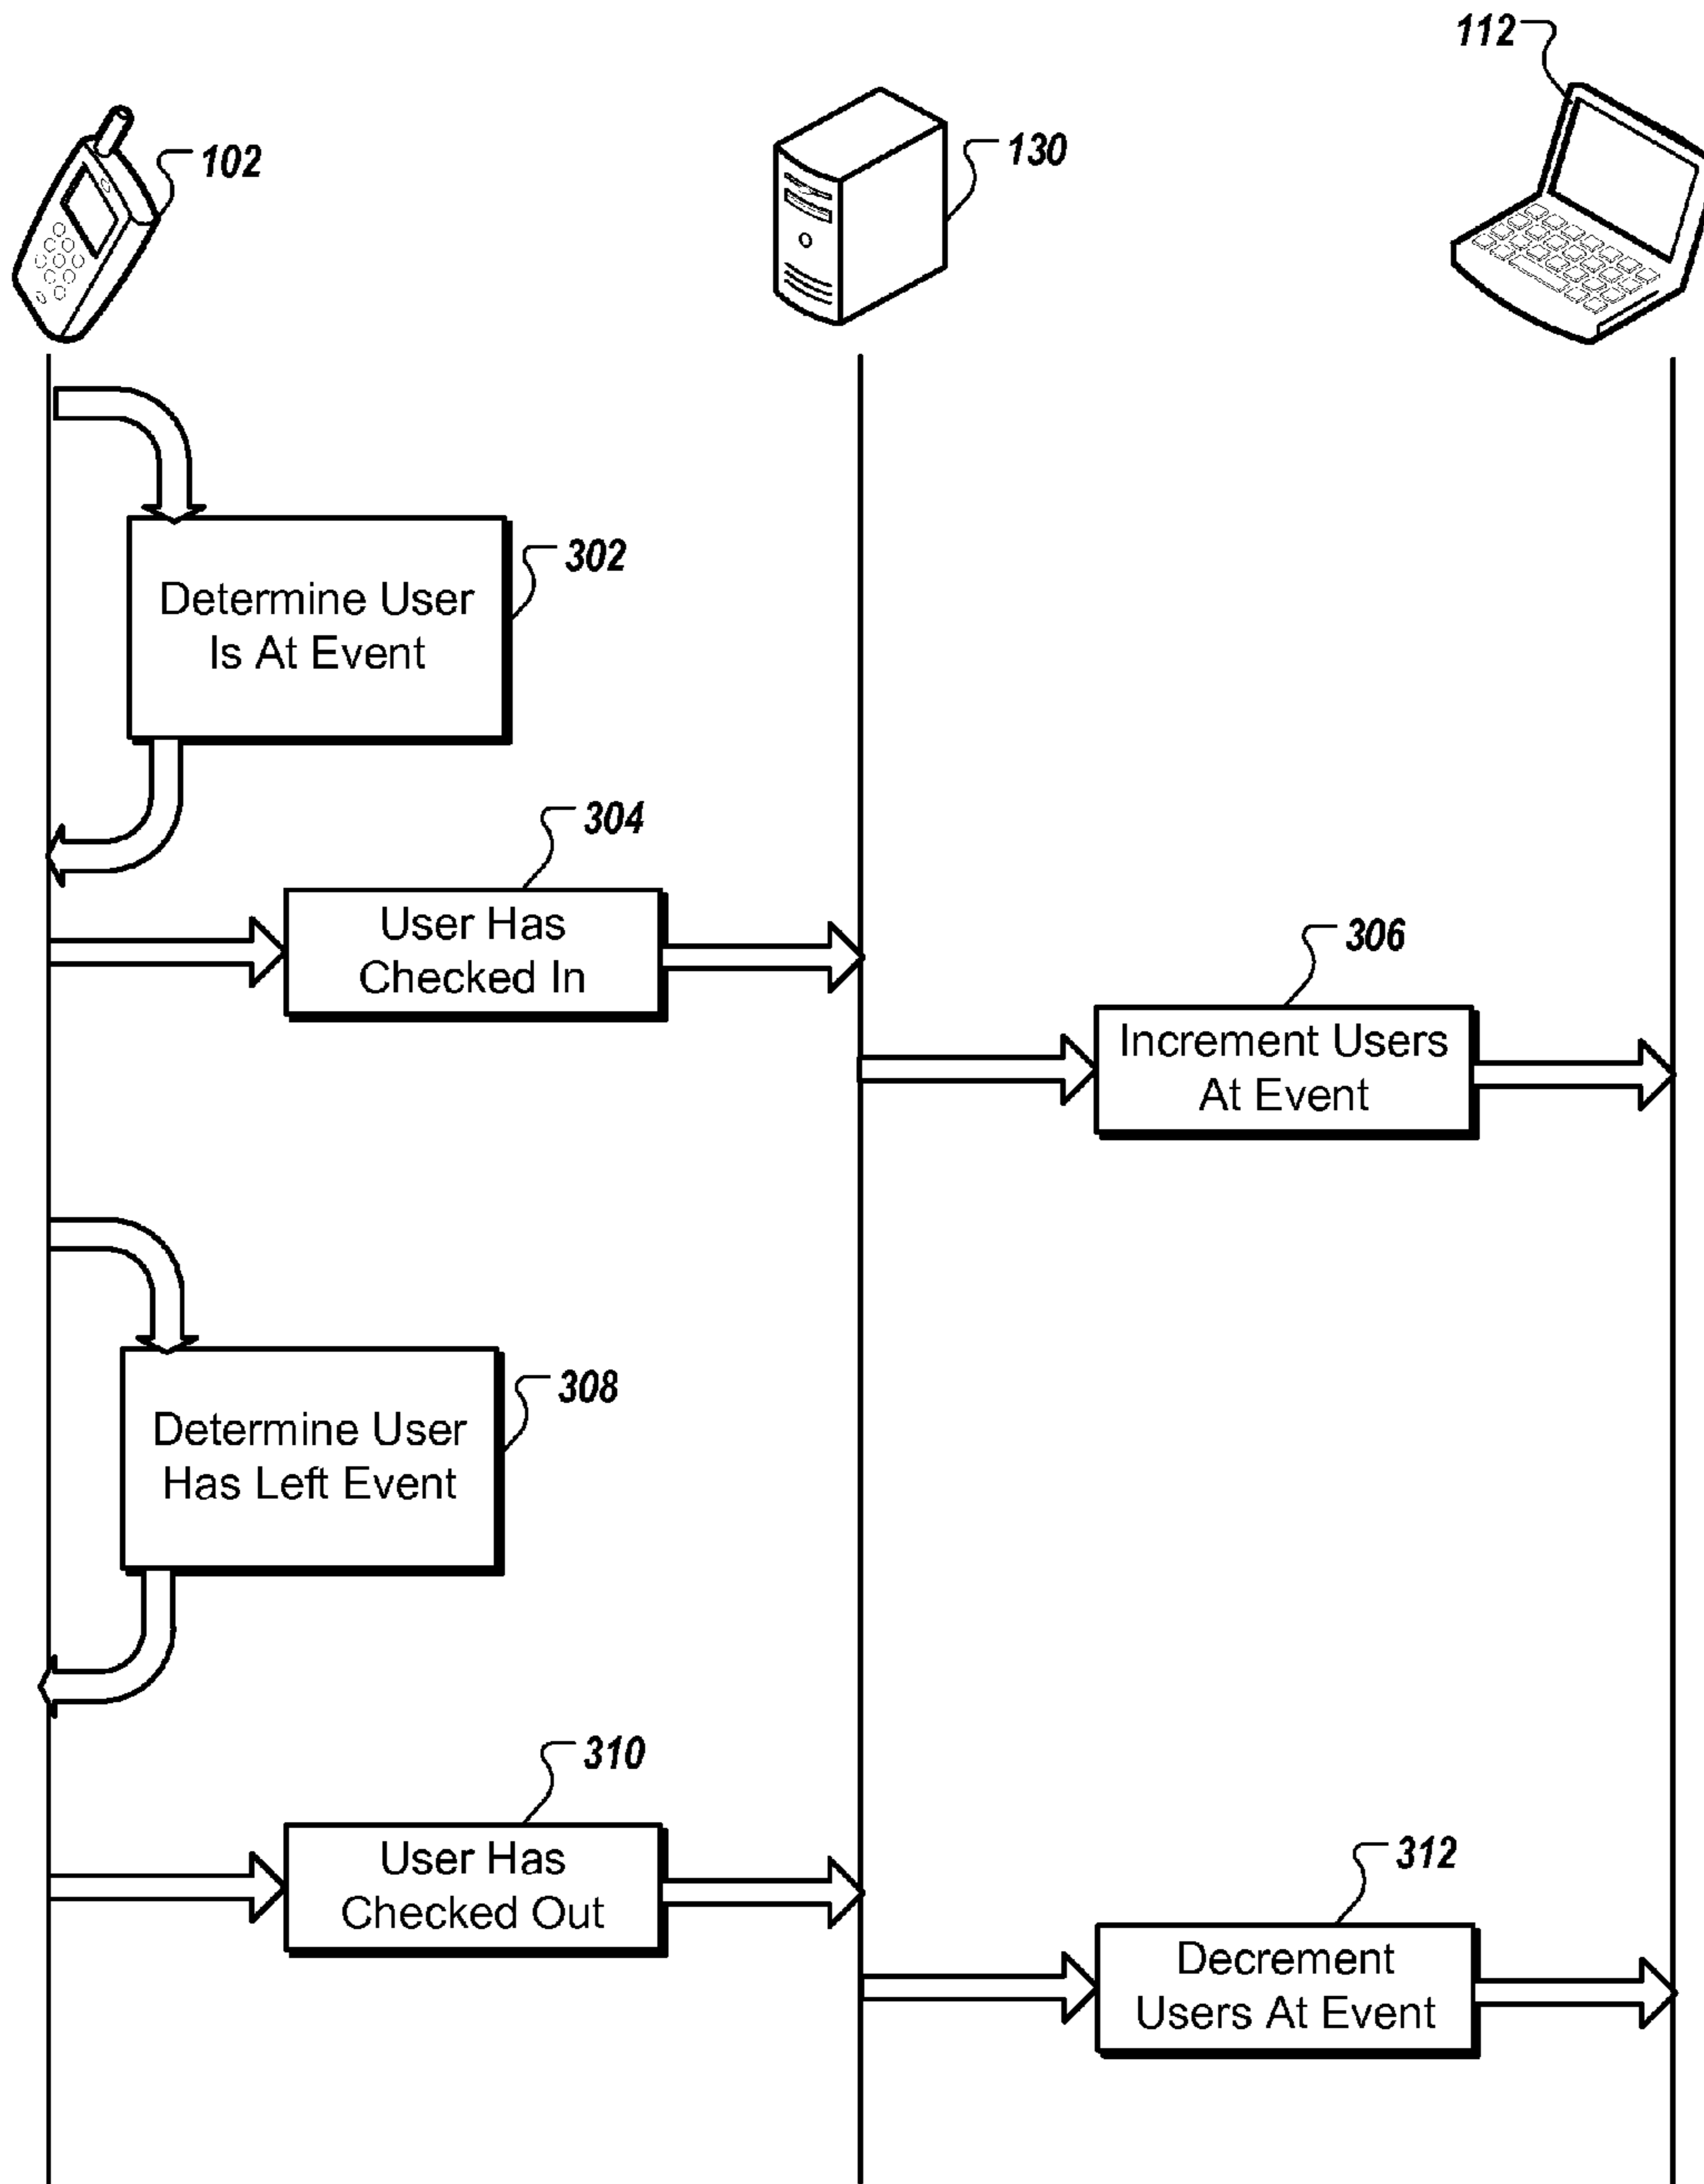 112
102
130
302
Determine User
Is At Event
304
User Has
Checked In
306
Increment Users
At Event
308
Determine User
Has Left Event
310
User Has
Checked Out
312
Decrement
Users At Event